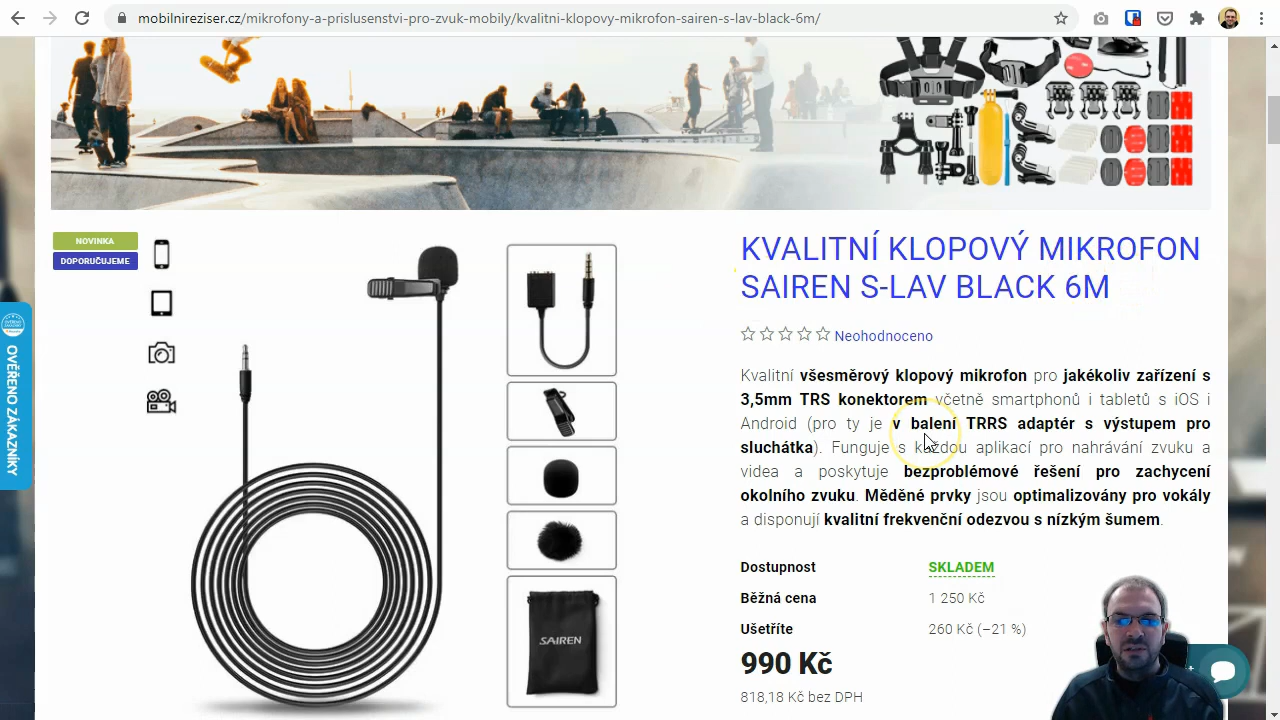 mobilnireziser.cz/mikrofony-a-prislusenstvi-pro-zvuk-mobily/kvalitni-klopovy-mikrofon-sairen-s-lav-black-6m/
NOVINKA
DOPORUČUJEME
OVĚŘENO ZÁKAZNÍKY
SAIREN
KVALITNÍ KLOPOVÝ MIKROFON
SAIREN S-LAV BLACK 6M
Neohodnoceno
Kvalitní všesměrový klopový mikrofon pro jakékoliv zařízení s
3,5mm TRS konektorem včetně smartphonů i tabletů s iOS i
Android (pro ty je v balení TRRS adaptér s výstupem pro
sluchátka). Funguje s každou aplikací pro nahrávání zvuku a
videa a poskytuje bezproblémové řešení pro zachycení
okolního zvuku. Měděné prvky jsou optimalizovány pro vokály
a disponují kvalitní frekvenční odezvou s nízkým šumem.
Dostupnost SKLADEM
Běžná cena 1 250 Kč
Ušetříte 260 Kč (–21 %)
990 Kč
818,18 Kč bez DPH